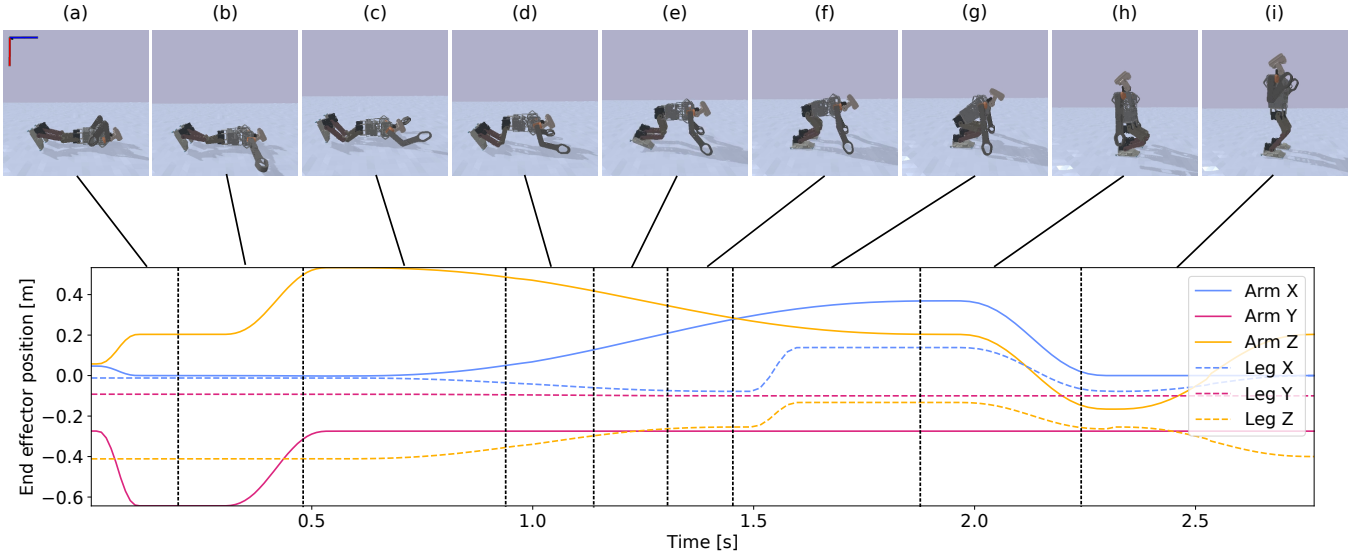 (a) (b) (c) (d) (e) (f) (g) (h) (i)
End effector position [m]
0.4
0.2
0.0
−0.2
−0.4
−0.6
Arm X
Arm Y
Arm Z
Leg X
Leg Y
Leg Z
0.5 1.0 1.5 2.0 2.5
Time [s]